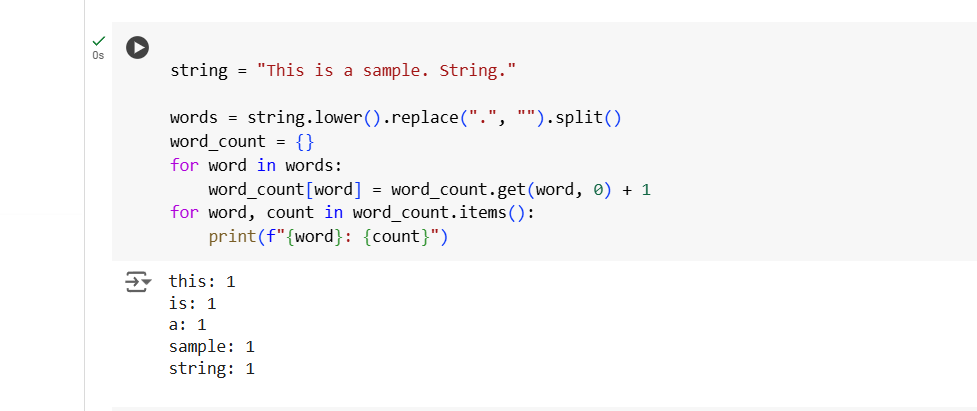 0s
string = "This is a sample. String."
words = string.lower().replace(".", "").split()
word_count = {}
for word in words:
    word_count[word] = word_count.get(word, 0) + 1
for word, count in word_count.items():
    print(f"{word}: {count}")
this: 1
is: 1
a: 1
sample: 1
string: 1